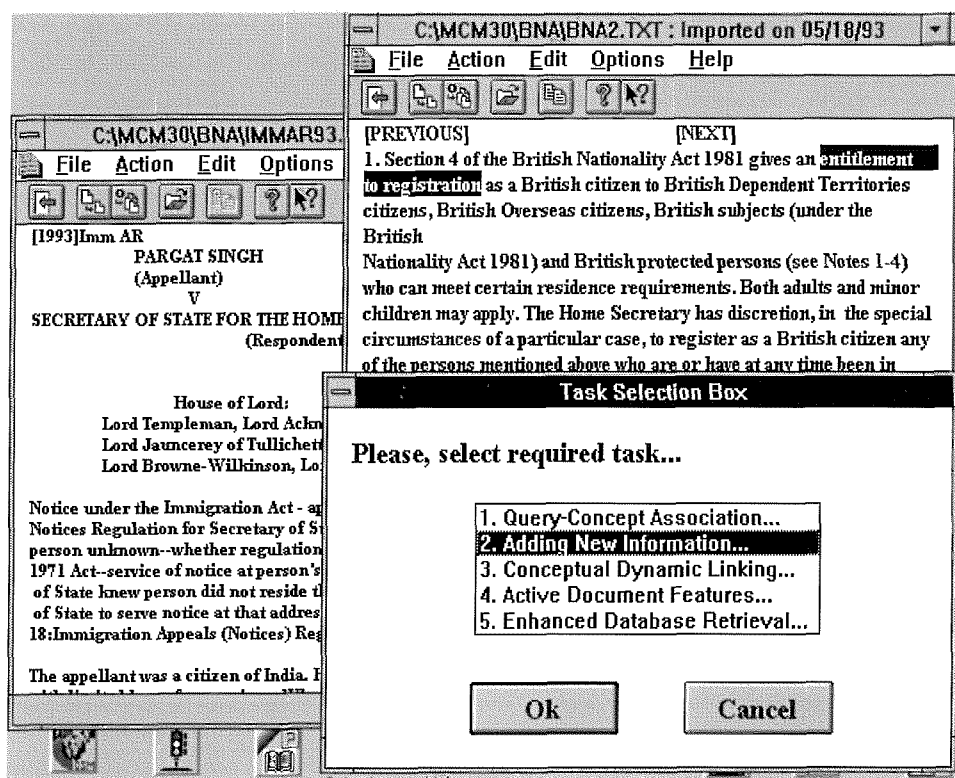 C:\MCM30\BNA\BNA2.TXT : Imported on 05/18/93
File Action Edit Options Help
[PREVIOUS] [NEXT]
1. Section 4 of the British Nationality Act 1981 gives an entitlement
to registration as a British citizen to British Dependent Territories
citizens, British Overseas citizens, British subjects (under the
British
Nationality Act 1981) and British protected persons (see Notes 1-4)
who can meet certain residence requirements. Both adults and minor
children may apply. The Home Secretary has discretion, in the special
circumstances of a particular case, to register as a British citizen any
of the persons mentioned above who are or have at any time been in
C:\MCM30\BNA\IMMAR93.
File Action Edit Options
[1993]Imm AR
PARGAT SINGH
(Appellant)
V
SECRETARY OF STATE FOR THE HOME
(Respondent
House of Lord:
Lord Templeman, Lord Ackn
Lord Jauncerey of Tullichett
Lord Browne-Wilkinson, Lo
Notice under the Immigration Act - ap
Notices Regulation for Secretary of St
person unknown--whether regulation
1971 Act--service of notice at person's
of State knew person did not reside t
of State to serve notice at that addres
18:Immigration Appeals (Notices) Reg
The appellant was a citizen of India. H
Task Selection Box
Please, select required task...
1. Query-Concept Association...
2. Adding New Information...
3. Conceptual Dynamic Linking...
4. Active Document Features...
5. Enhanced Database Retrieval...
Ok Cancel